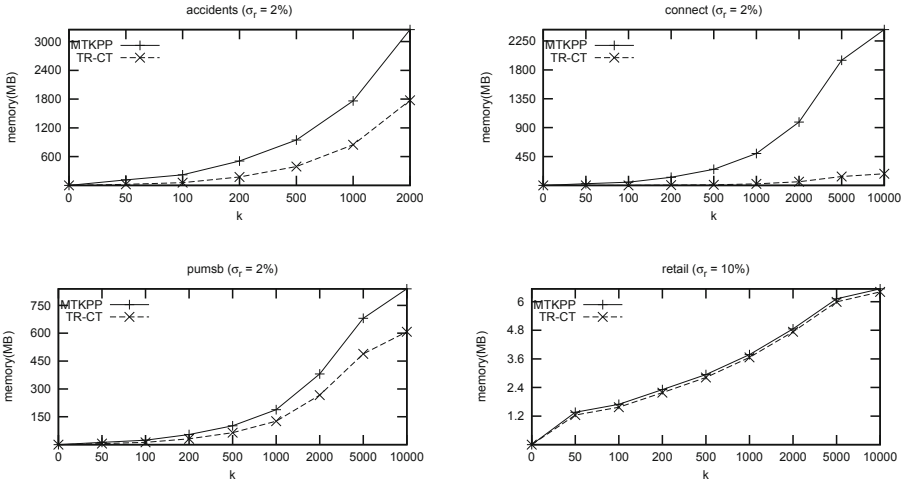 accidents (σr = 2%)
memory(MB)
3000
2400
1800
1200
600
MTKPP
TR-CT
0 50 100 200 500 1000 2000
k
connect (σr = 2%)
memory(MB)
2250
1800
1350
900
450
MTKPP
TR-CT
0 50 100 200 500 1000 2000 5000 10000
k
pumsb (σr = 2%)
memory(MB)
750
600
450
300
150
MTKPP
TR-CT
0 50 100 200 500 1000 2000 5000 10000
k
retail (σr = 10%)
memory(MB)
6
4.8
3.6
2.4
1.2
MTKPP
TR-CT
0 50 100 200 500 1000 2000 5000 10000
k